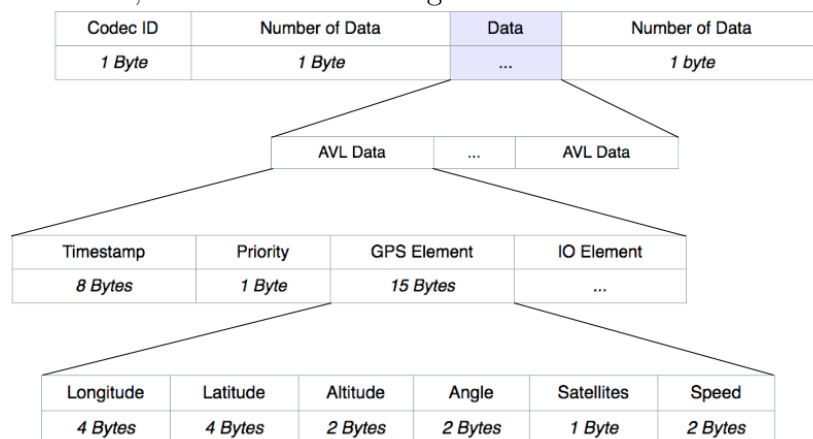 Codec ID Number of Data Data Number of Data
1 Byte 1 Byte ... 1 byte
AVL Data ... AVL Data
Timestamp Priority GPS Element IO Element
8 Bytes 1 Byte 15 Bytes ...
Longitude Latitude Altitude Angle Satellites Speed
4 Bytes 4 Bytes 2 Bytes 2 Bytes 1 Byte 2 Bytes